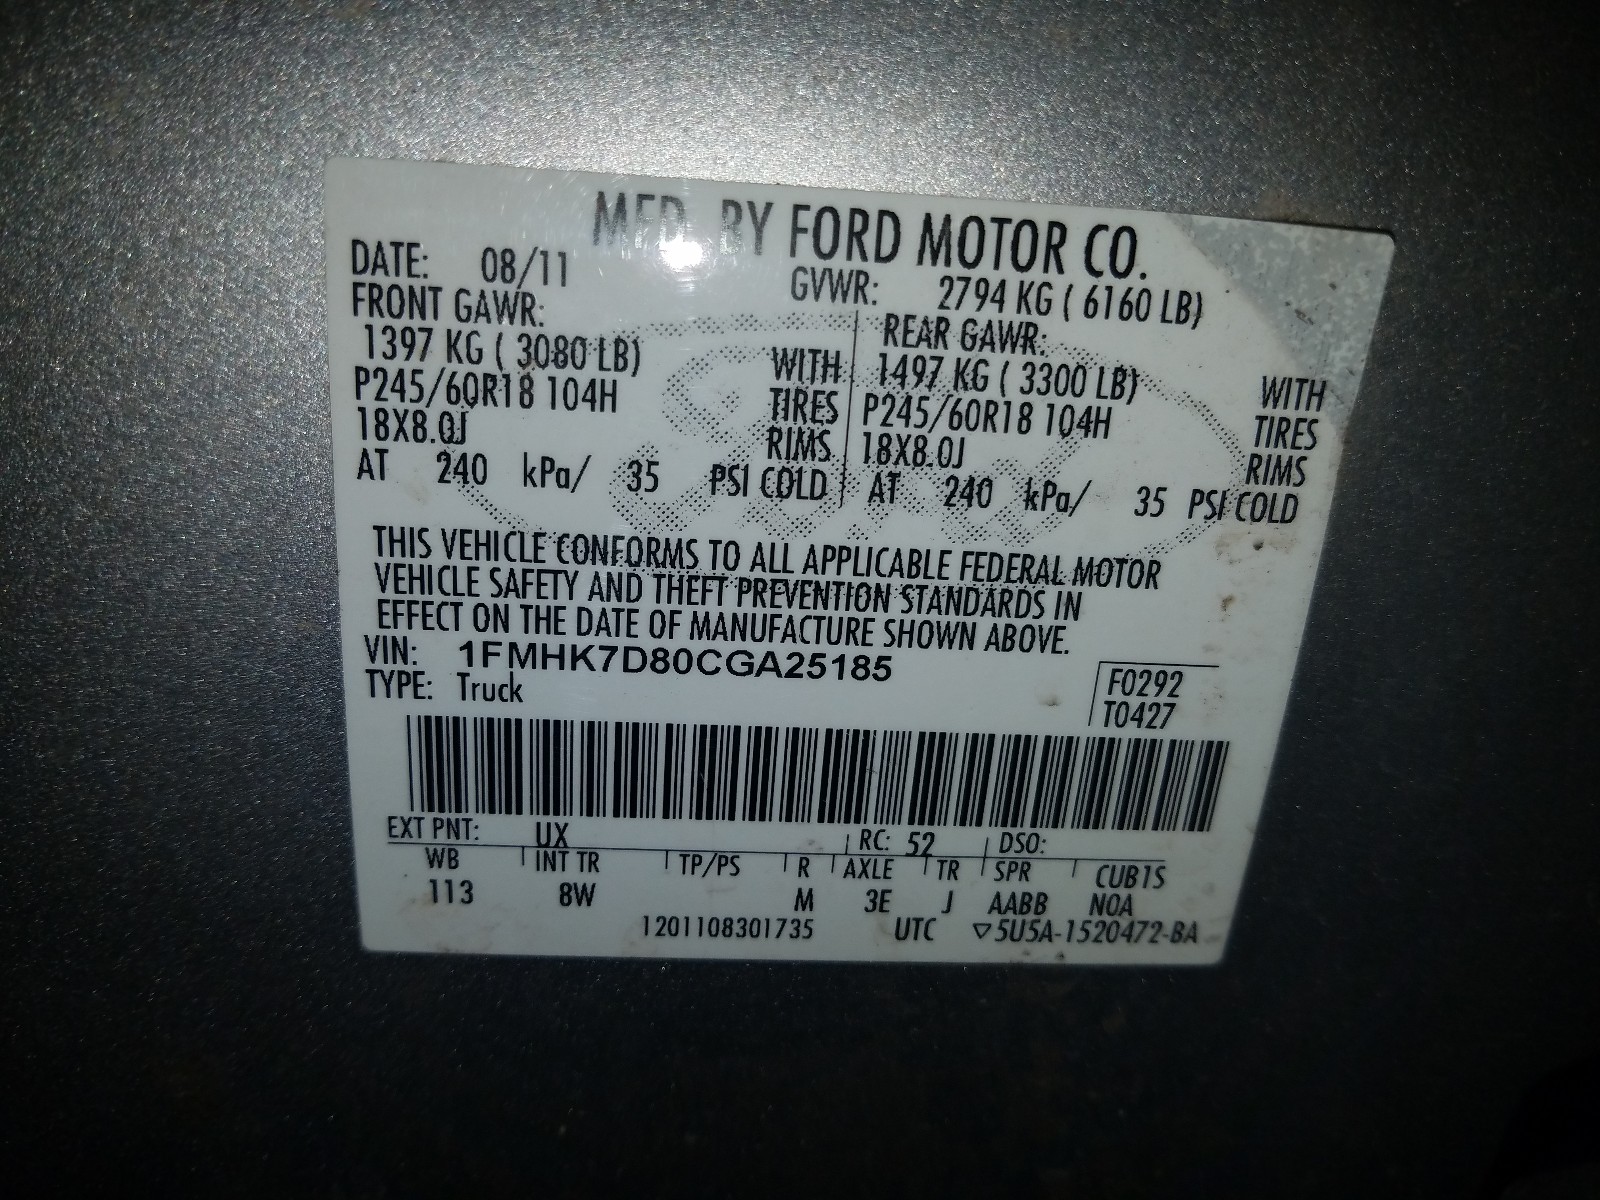 MFD. BY FORD MOTOR CO.
DATE: 08/11 GVWR: 2794 KG ( 6160 LB)
FRONT GAWR: REAR GAWR:
1397 KG ( 3080 LB) WITH 1497 KG ( 3300 LB) WITH
P245/60R18 104H TIRES P245/60R18 104H TIRES
18X8.0J RIMS 18X8.0J RIMS
AT 240 kPa/ 35 PSI COLD AT 240 kPa/ 35 PSI COLD
THIS VEHICLE CONFORMS TO ALL APPLICABLE FEDERAL MOTOR
VEHICLE SAFETY AND THEFT PREVENTION STANDARDS IN
EFFECT ON THE DATE OF MANUFACTURE SHOWN ABOVE.
VIN: 1FMHK7D80CGA25185
TYPE: Truck
F0292
T0427
EXT PNT: UX RC: 52 DSO:
WB INT TR TP/PS R AXLE TR SPR CUB1S
113 8W M 3E J AABB NOA
1201108301735 UTC ▽5U5A-1520472-BA